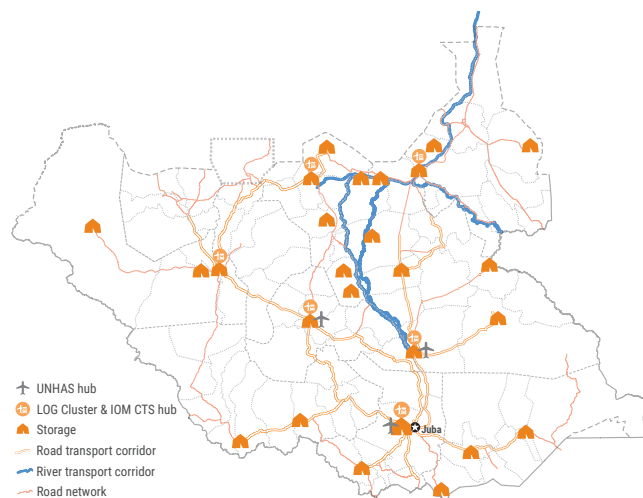 Juba
UNHAS hub
LOG Cluster & IOM CTS hub
Storage
Road transport corridor
River transport corridor
Road network